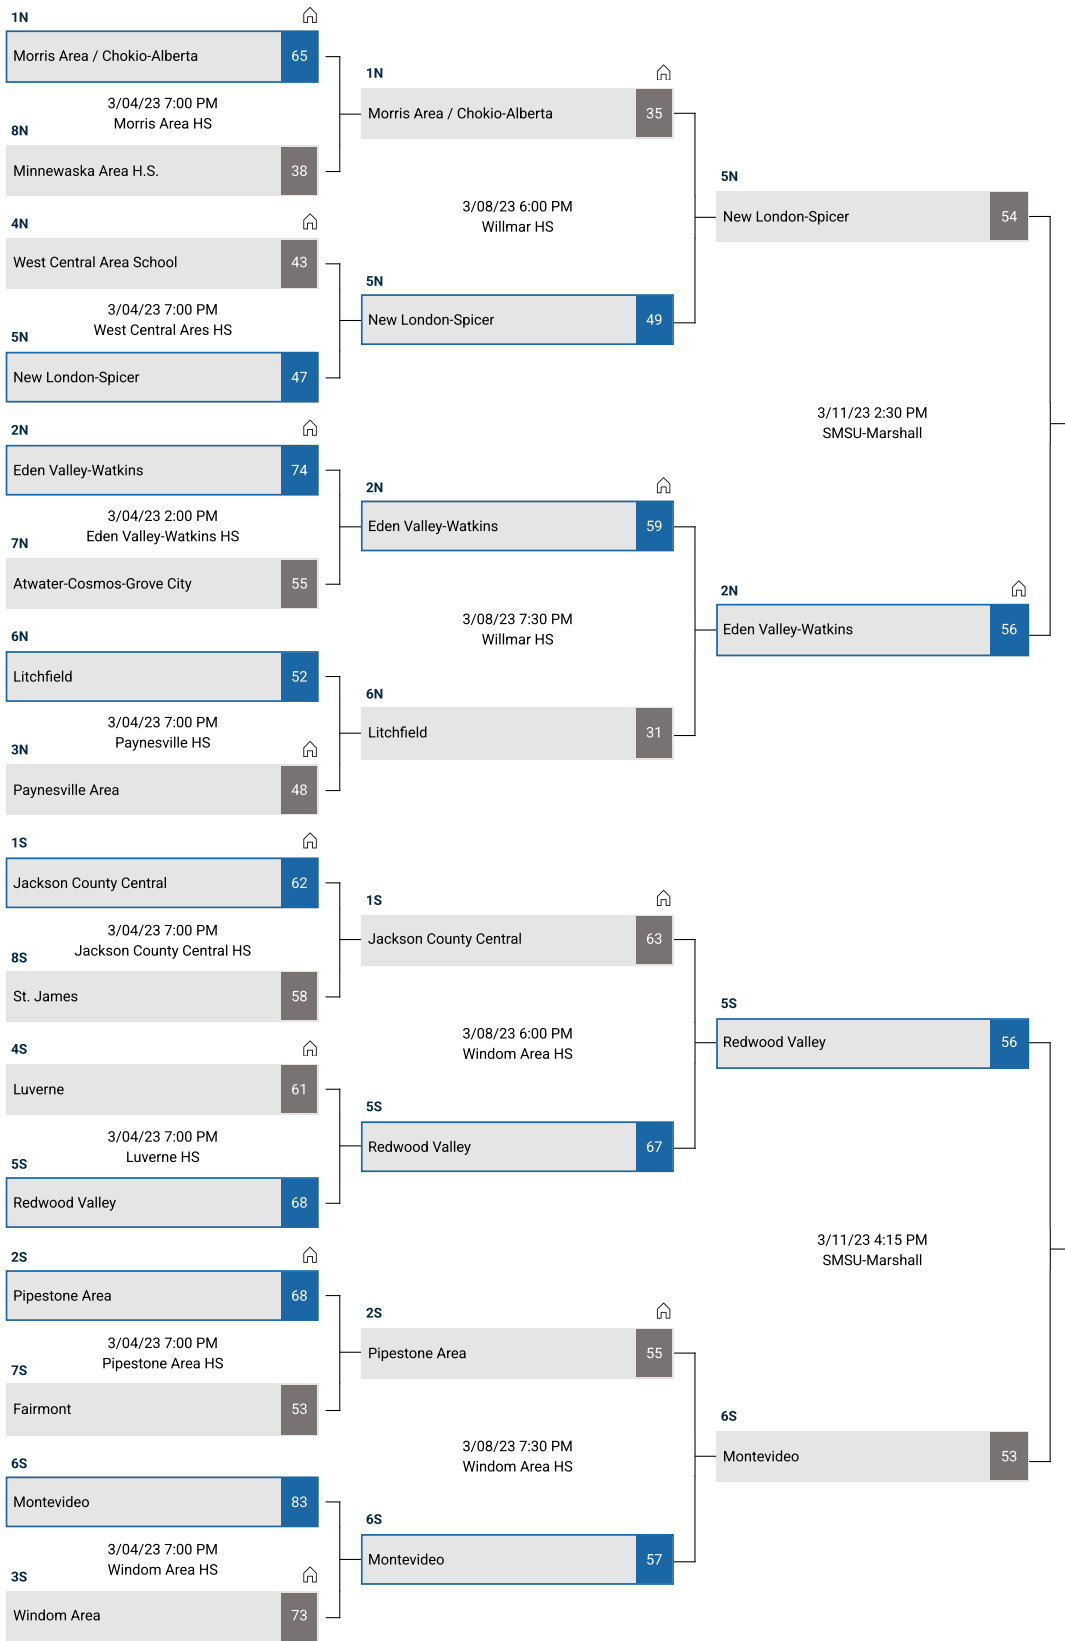 1N
Morris Area / Chokio-Alberta
65
3/04/23 7:00 PM
Morris Area HS
8N
Minnewaska Area H.S.
38
4N
West Central Area School
43
3/04/23 7:00 PM
West Central Ares HS
5N
New London-Spicer
47
2N
Eden Valley-Watkins
74
3/04/23 2:00 PM
Eden Valley-Watkins HS
7N
Atwater-Cosmos-Grove City
55
6N
Litchfield
52
3/04/23 7:00 PM
Paynesville HS
3N
Paynesville Area
48
1S
Jackson County Central
62
3/04/23 7:00 PM
Jackson County Central HS
8S
St. James
58
4S
Luverne
61
3/04/23 7:00 PM
Luverne HS
5S
Redwood Valley
68
2S
Pipestone Area
68
3/04/23 7:00 PM
Pipestone Area HS
7S
Fairmont
53
6S
Montevideo
83
3/04/23 7:00 PM
Windom Area HS
3S
Windom Area
73
1N
Morris Area / Chokio-Alberta
35
3/08/23 6:00 PM
Willmar HS
5N
New London-Spicer
49
2N
Eden Valley-Watkins
59
3/08/23 7:30 PM
Willmar HS
6N
Litchfield
31
1S
Jackson County Central
63
3/08/23 6:00 PM
Windom Area HS
5S
Redwood Valley
67
2S
Pipestone Area
55
3/08/23 7:30 PM
Windom Area HS
6S
Montevideo
57
5N
New London-Spicer
54
3/11/23 2:30 PM
SMSU-Marshall
2N
Eden Valley-Watkins
56
5S
Redwood Valley
56
3/11/23 4:15 PM
SMSU-Marshall
6S
Montevideo
53